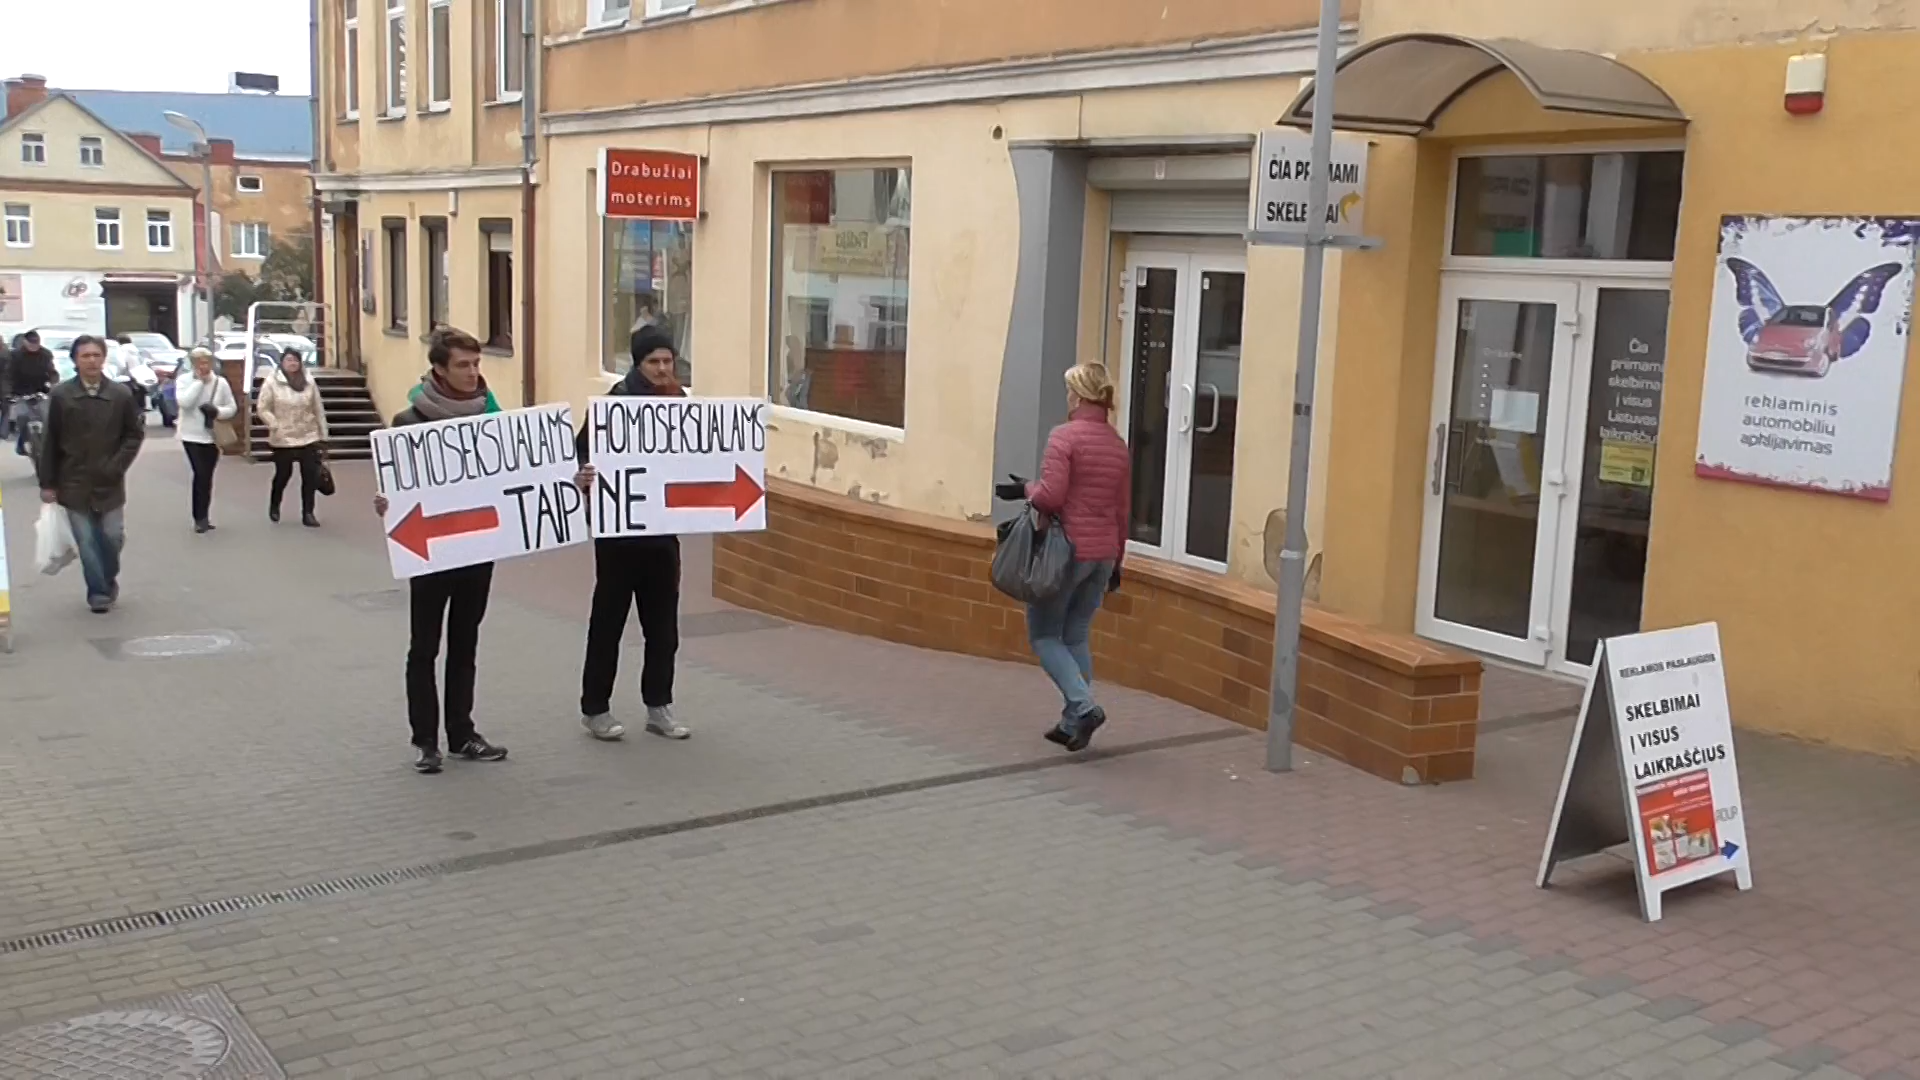 Drabužiai
moterims
HOMOSEKSUALAMS
TAIP
HOMOSEKSUALAMS
NE
ČIA PRIIMAMI
SKELBIMAI
Čia
priimami
skelbimai
į visus
Lietuvos
laikraščius
reklaminis
automobilių
apklijavimas
REKLAMOS PASLAUGOS
SKELBIMAI
Į VISUS
LAIKRAŠČIUS